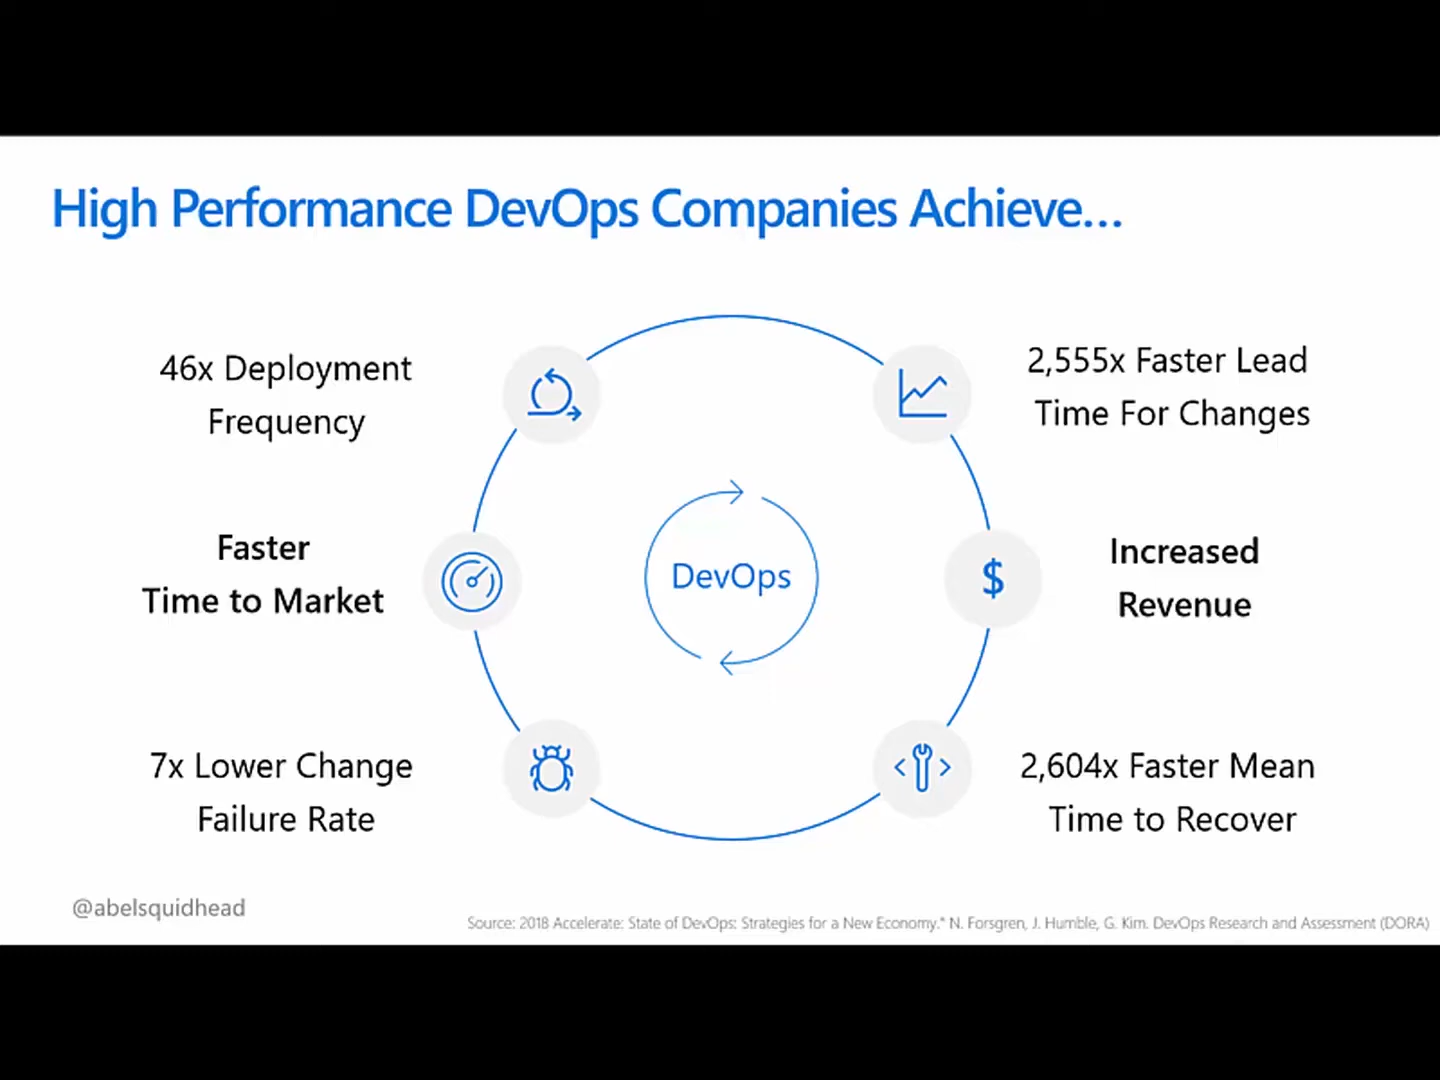 High Performance DevOps Companies Achieve...
46x Deployment
Frequency
2,555x Faster Lead
Time For Changes
Faster
Time to Market
DevOps
$
Increased
Revenue
7x Lower Change
Failure Rate
2,604x Faster Mean
Time to Recover
@abelsquidhead
Source: 2018 Accelerate: State of DevOps: Strategies for a New Economy." N. Forsgren, J. Humble, G. Kim. DevOps Research and Assessment (DORA)